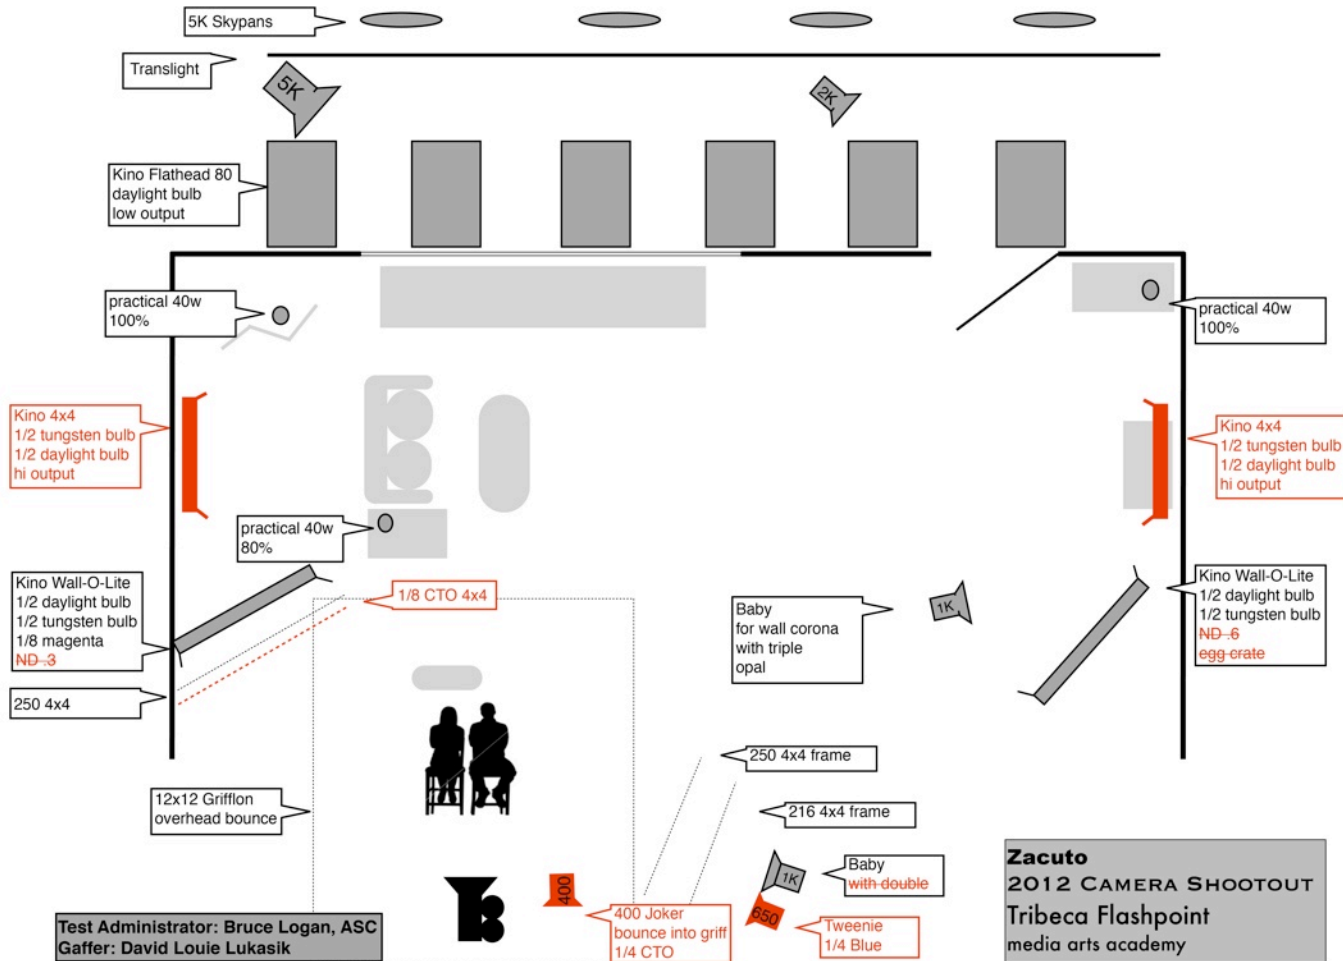 5K Skypans
Translight
5K
2K
Kino Flathead 80
daylight bulb
low output
practical 40w
100%
practical 40w
100%
Kino 4x4
1/2 tungsten bulb
1/2 daylight bulb
hi output
Kino 4x4
1/2 tungsten bulb
1/2 daylight bulb
hi output
practical 40w
80%
Kino Wall-O-Lite
1/2 daylight bulb
1/2 tungsten bulb
1/8 magenta
ND .3
1/8 CTO 4x4
Baby
for wall corona
with triple
opal
1K
Kino Wall-O-Lite
1/2 daylight bulb
1/2 tungsten bulb
ND .6
egg crate
250 4x4
250 4x4 frame
12x12 Grifflon
overhead bounce
216 4x4 frame
Baby
with double
1K
400
650
400 Joker
bounce into griff
1/4 CTO
Tweenie
1/4 Blue
Test Administrator: Bruce Logan, ASC
Gaffer: David Louie Lukasik
Zacuto
2012 CAMERA SHOOTOUT
Tribeca Flashpoint
media arts academy